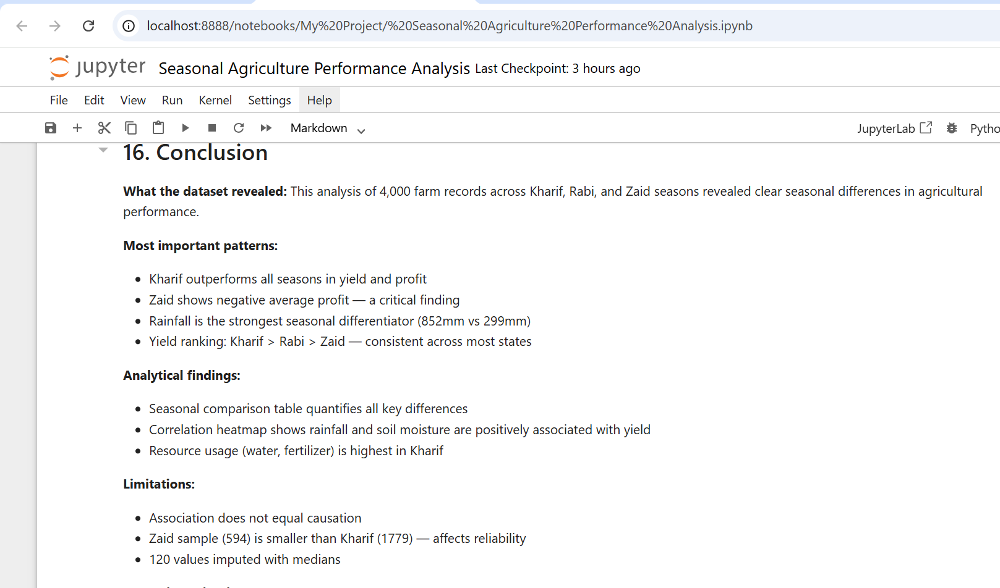 localhost:8888/notebooks/My%20Project/%20Seasonal%20Agriculture%20Performance%20Analysis.ipynb
jupyter Seasonal Agriculture Performance Analysis Last Checkpoint: 3 hours ago
File Edit View Run Kernel Settings Help
Markdown JupyterLab Pytho
16. Conclusion
What the dataset revealed: This analysis of 4,000 farm records across Kharif, Rabi, and Zaid seasons revealed clear seasonal differences in agricultural
performance.
Most important patterns:
• Kharif outperforms all seasons in yield and profit
• Zaid shows negative average profit — a critical finding
• Rainfall is the strongest seasonal differentiator (852mm vs 299mm)
• Yield ranking: Kharif > Rabi > Zaid — consistent across most states
Analytical findings:
• Seasonal comparison table quantifies all key differences
• Correlation heatmap shows rainfall and soil moisture are positively associated with yield
• Resource usage (water, fertilizer) is highest in Kharif
Limitations:
• Association does not equal causation
• Zaid sample (594) is smaller than Kharif (1779) — affects reliability
• 120 values imputed with medians